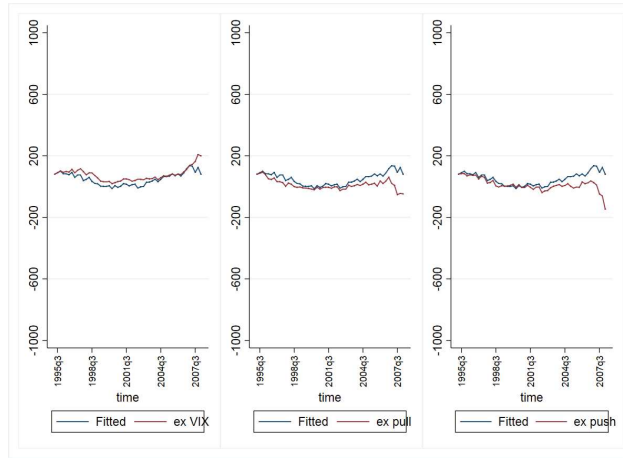 1000
600
200
-200
-600
-1000
1995q3
1998q3
2001q3
2004q3
2007q3
time
Fitted
ex VIX
1000
600
200
-200
-600
-1000
1995q3
1998q3
2001q3
2004q3
2007q3
time
Fitted
ex pull
1000
600
200
-200
-600
-1000
1995q3
1998q3
2001q3
2004q3
2007q3
time
Fitted
ex push